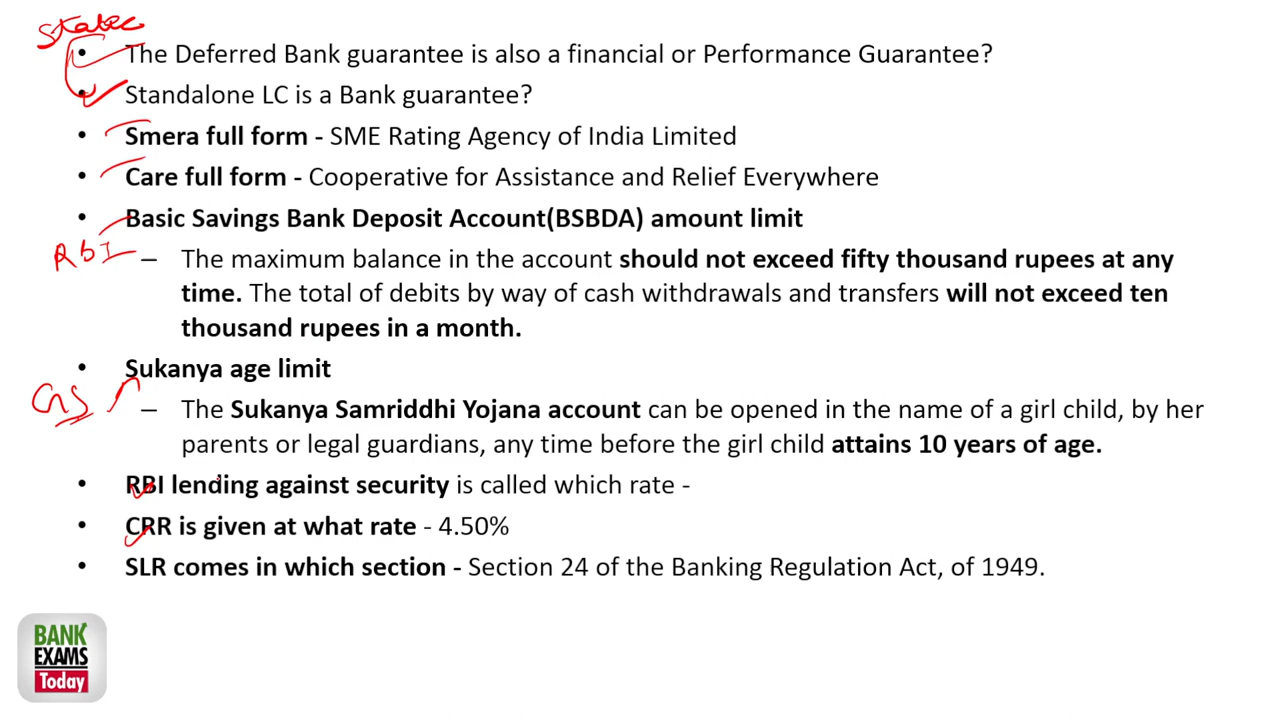 Static
• The Deferred Bank guarantee is also a financial or Performance Guarantee?
• Standalone LC is a Bank guarantee?
• Smera full form - SME Rating Agency of India Limited
• Care full form - Cooperative for Assistance and Relief Everywhere
• Basic Savings Bank Deposit Account(BSBDA) amount limit
RbI
– The maximum balance in the account should not exceed fifty thousand rupees at any
time. The total of debits by way of cash withdrawals and transfers will not exceed ten
thousand rupees in a month.
• Sukanya age limit
GS
– The Sukanya Samriddhi Yojana account can be opened in the name of a girl child, by her
parents or legal guardians, any time before the girl child attains 10 years of age.
• RBI lending against security is called which rate -
• CRR is given at what rate - 4.50%
• SLR comes in which section - Section 24 of the Banking Regulation Act, of 1949.
BANK
EXAMS
Today